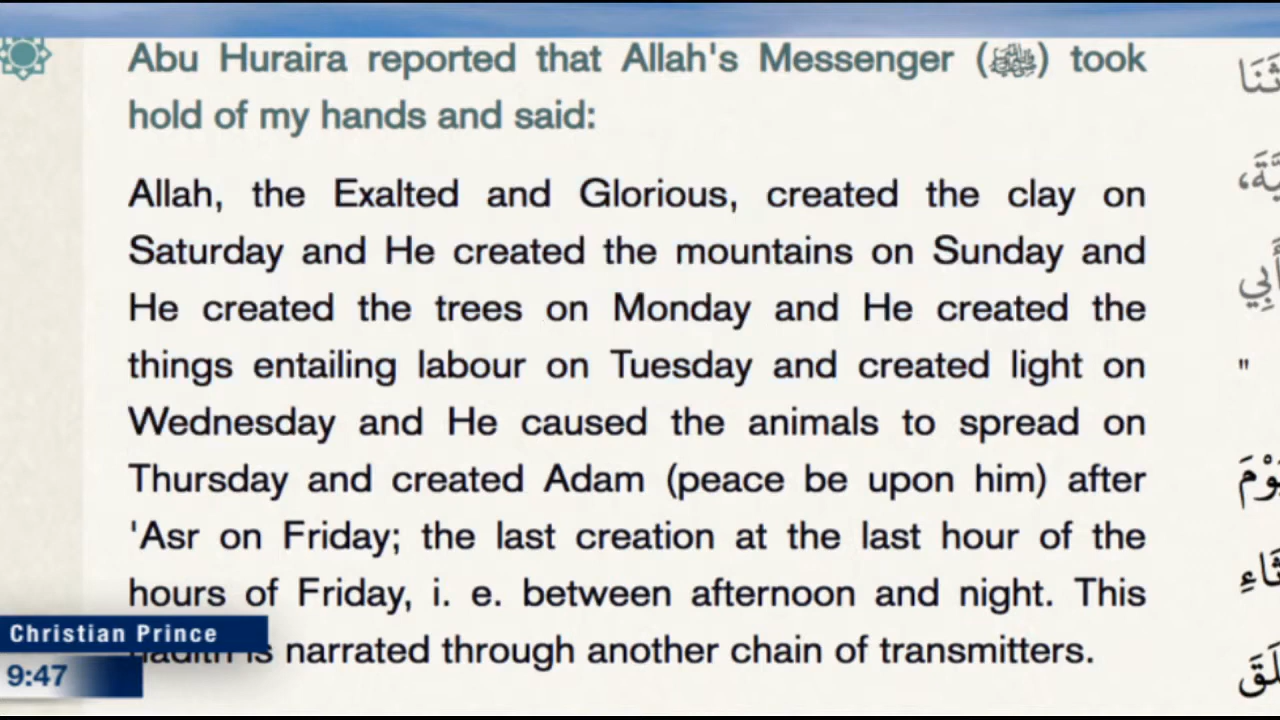 Abu Huraira reported that Allah's Messenger (ﷺ) took
hold of my hands and said:
Allah, the Exalted and Glorious, created the clay on
Saturday and He created the mountains on Sunday and
He created the trees on Monday and He created the
things entailing labour on Tuesday and created light on
Wednesday and He caused the animals to spread on
Thursday and created Adam (peace be upon him) after
'Asr on Friday; the last creation at the last hour of the
hours of Friday, i. e. between afternoon and night. This
hadith is narrated through another chain of transmitters.
Christian Prince
9:47
"